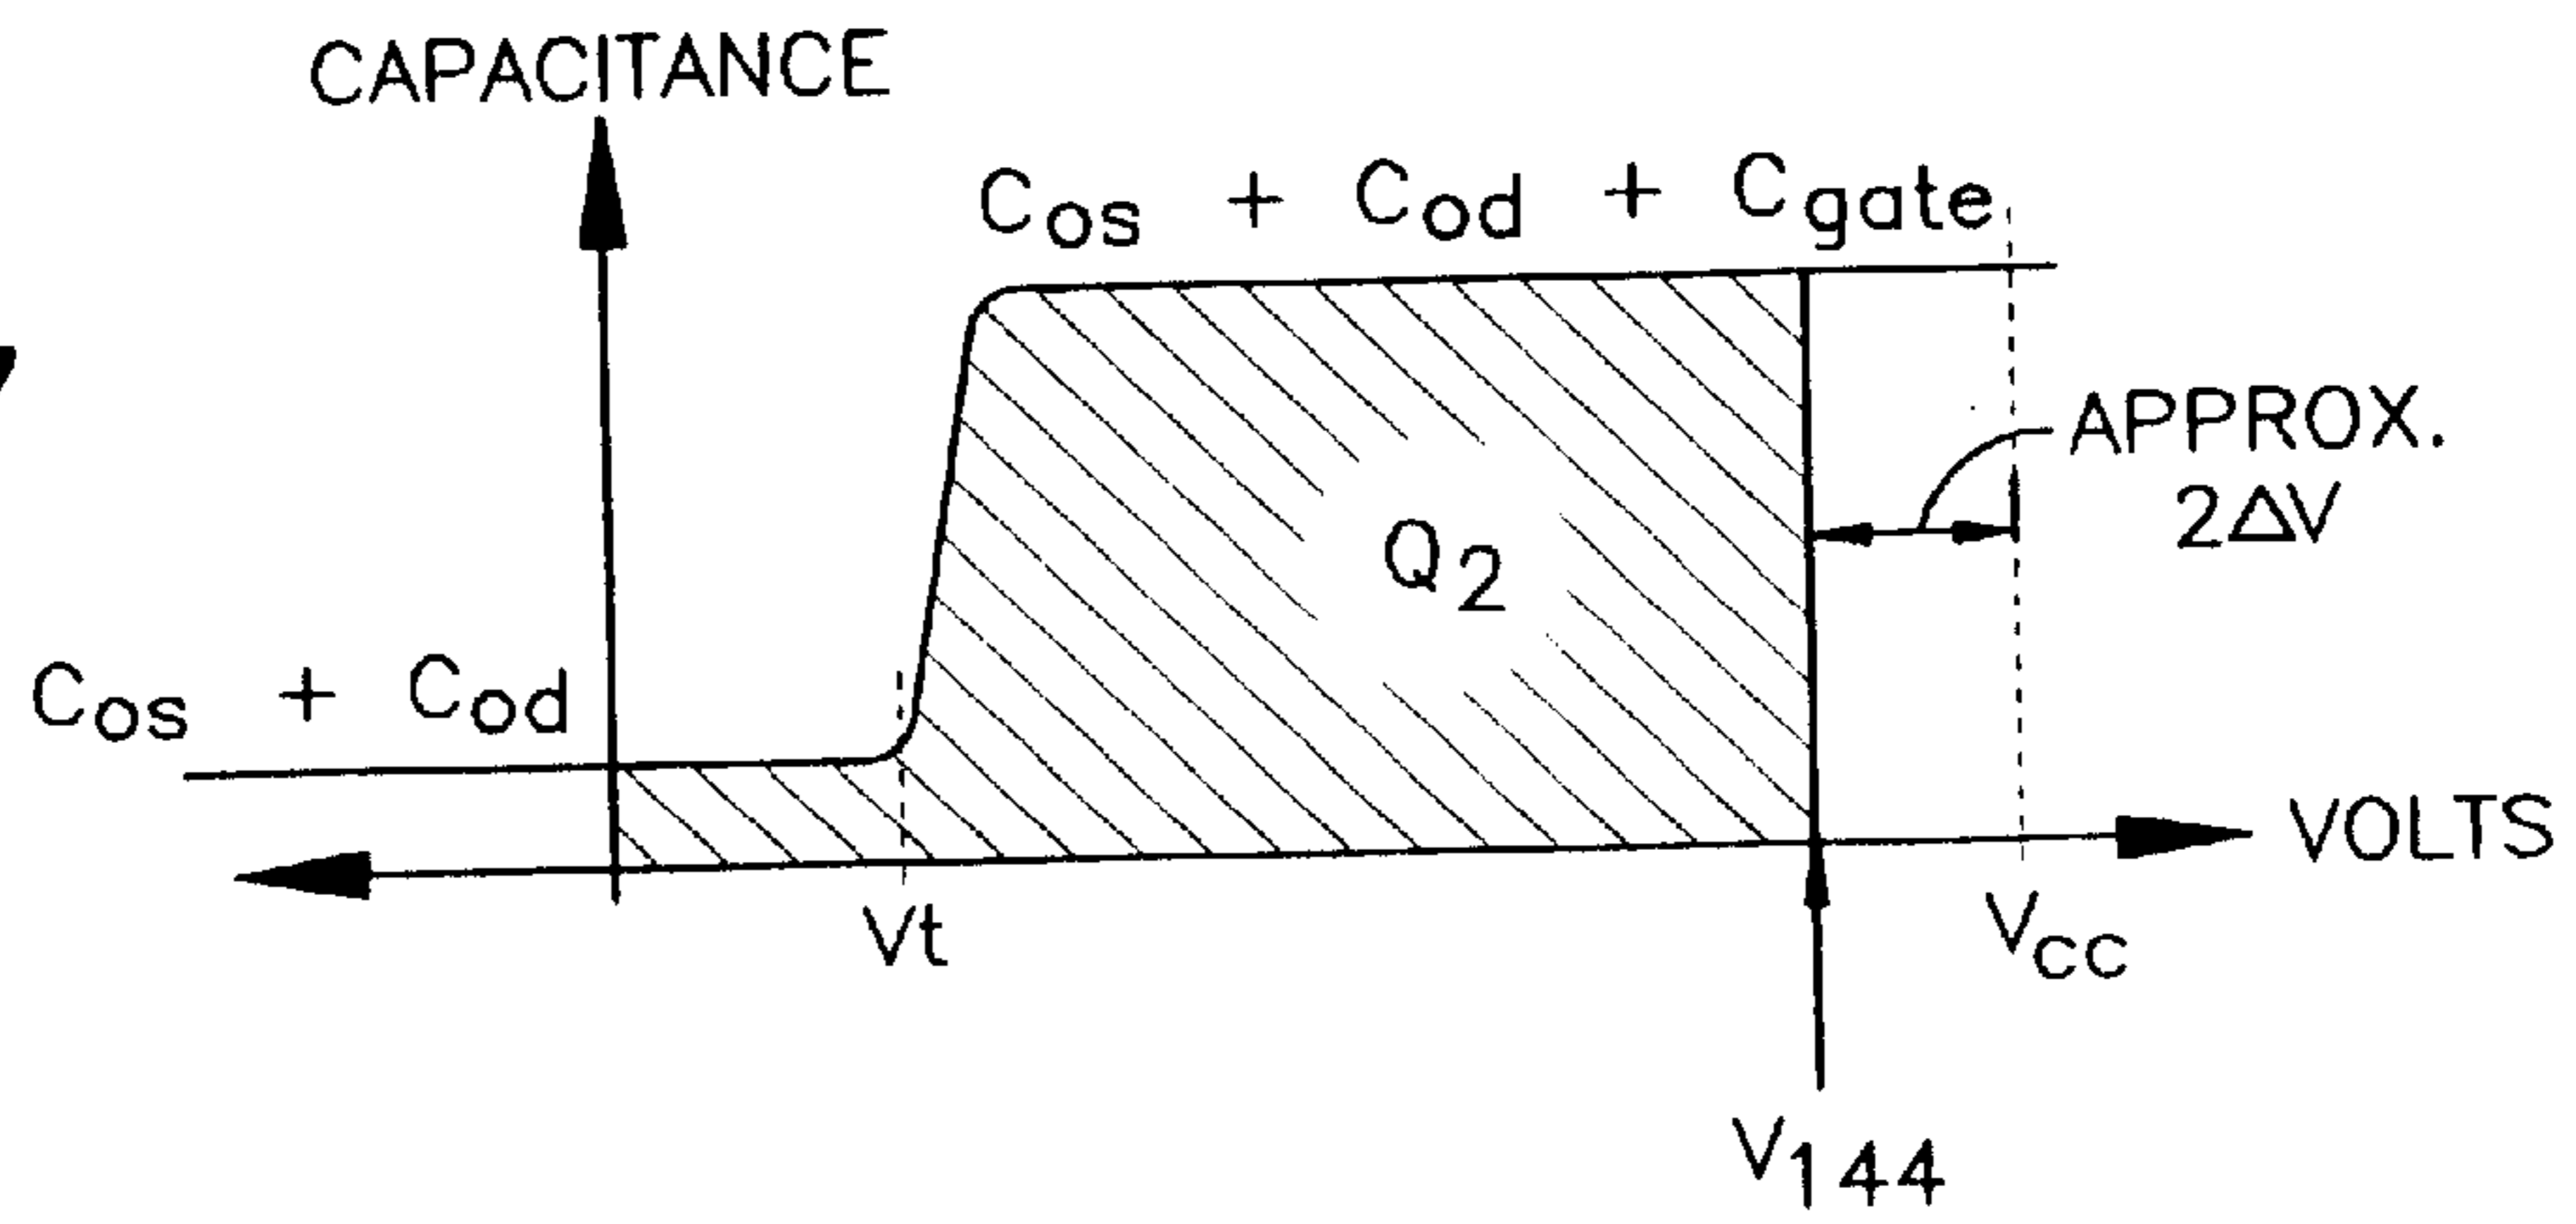 CAPACITANCE
Cos + Cod + Cgate
APPROX.
2ΔV
Q2
Cos + Cod
VOLTS
Vt
Vcc
V144